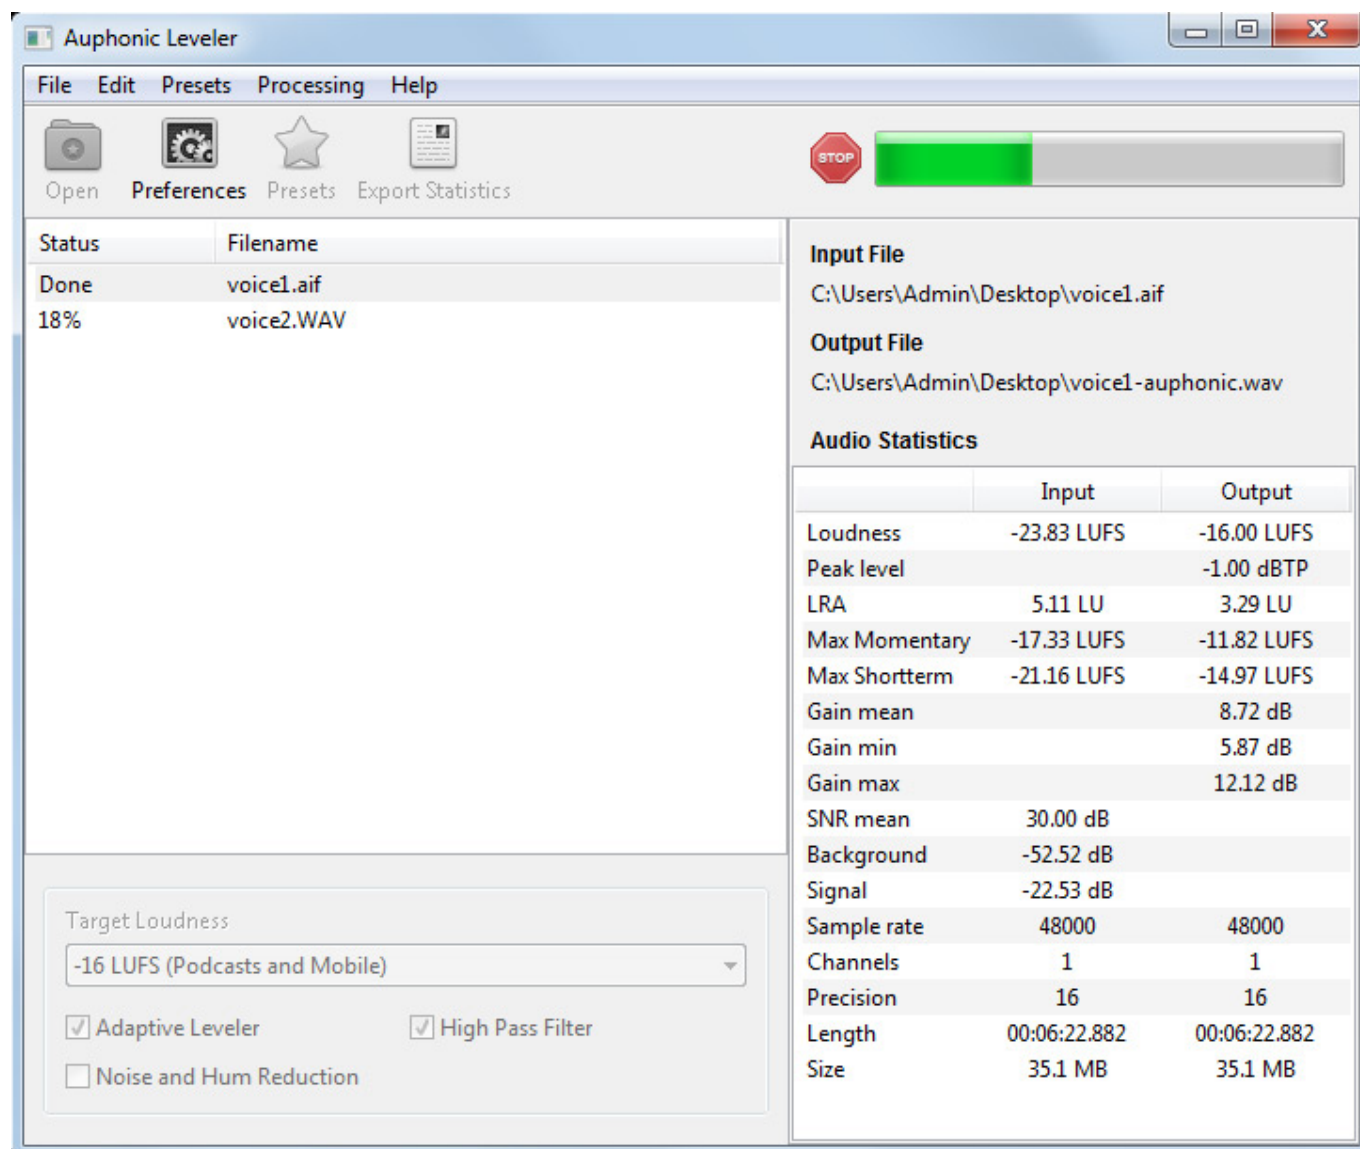 Auphonic Leveler
File Edit Presets Processing Help
Open Preferences Presets Export Statistics
STOP
Status Filename
Done voice1.aif
18% voice2.WAV
Target Loudness
-16 LUFS (Podcasts and Mobile)
Adaptive Leveler High Pass Filter
Noise and Hum Reduction
Input File
C:\Users\Admin\Desktop\voice1.aif
Output File
C:\Users\Admin\Desktop\voice1-auphonic.wav
Audio Statistics
Input Output
Loudness -23.83 LUFS -16.00 LUFS
Peak level -1.00 dBTP
LRA 5.11 LU 3.29 LU
Max Momentary -17.33 LUFS -11.82 LUFS
Max Shortterm -21.16 LUFS -14.97 LUFS
Gain mean 8.72 dB
Gain min 5.87 dB
Gain max 12.12 dB
SNR mean 30.00 dB
Background -52.52 dB
Signal -22.53 dB
Sample rate 48000 48000
Channels 1 1
Precision 16 16
Length 00:06:22.882 00:06:22.882
Size 35.1 MB 35.1 MB